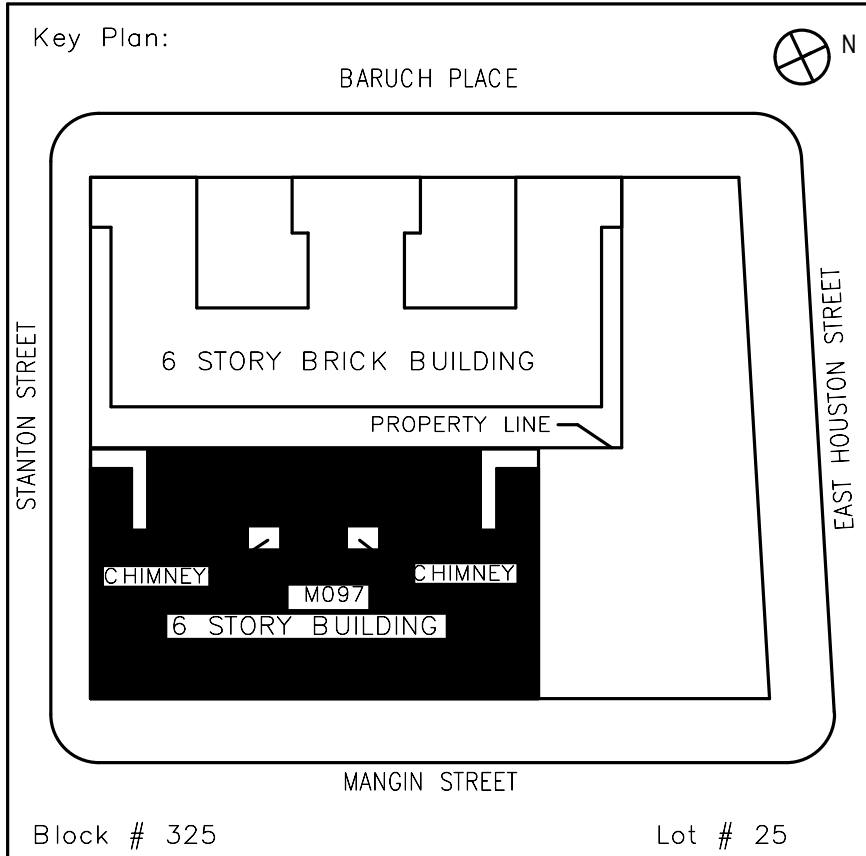 Key Plan:
N
BARUCH PLACE
STANTON STREET
EAST HOUSTON STREET
6 STORY BRICK BUILDING
PROPERTY LINE
CHIMNEY
CHIMNEY
M097
6 STORY BUILDING
MANGIN STREET
Block # 325
Lot # 25